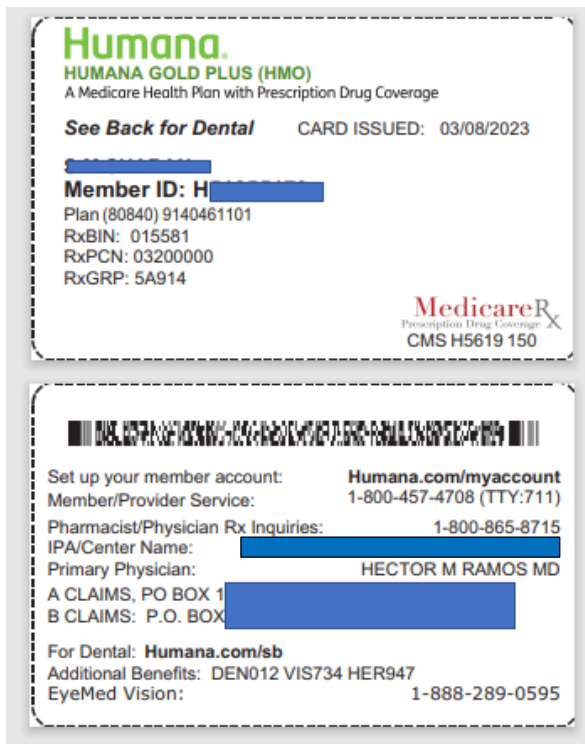 Humana.
HUMANA GOLD PLUS (HMO)
A Medicare Health Plan with Prescription Drug Coverage
See Back for Dental CARD ISSUED: 03/08/2023
Member ID: H
Plan (80840) 9140461101
RxBIN: 015581
RxPCN: 03200000
RxGRP: 5A914
MedicareRx
Prescription Drug Coverage
CMS H5619 150
Set up your member account: Humana.com/myaccount
Member/Provider Service: 1-800-457-4708 (TTY:711)
Pharmacist/Physician Rx Inquiries: 1-800-865-8715
IPA/Center Name:
Primary Physician: HECTOR M RAMOS MD
A CLAIMS, PO BOX 1
B CLAIMS: P.O. BOX
For Dental: Humana.com/sb
Additional Benefits: DEN012 VIS734 HER947
EyeMed Vision: 1-888-289-0595